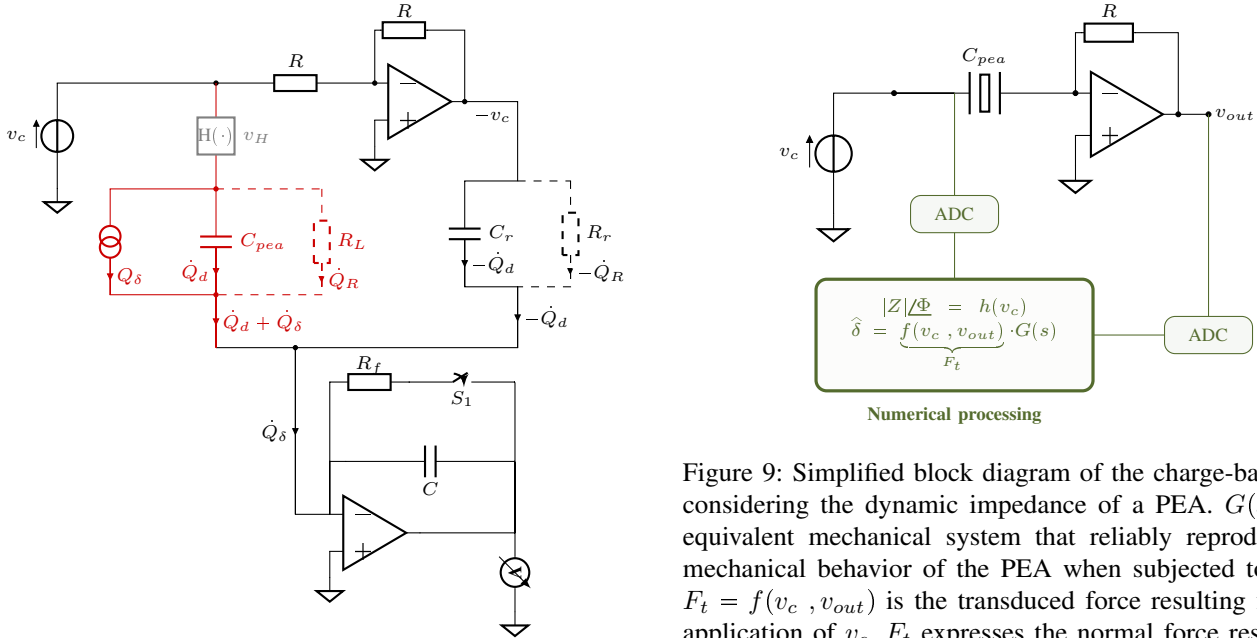 R
R
v_c
H(·) v_H
−
+
−v_c
C_pea
R_L
Q_δ
Q̇_d
Q̇_R
C_r
R_r
−Q̇_d
−Q̇_R
Q̇_d + Q̇_δ
−Q̇_d
R_f
S_1
Q̇_δ
C
−
+
A
R
C_pea
−
+
v_out
v_c
ADC
|Z|/Φ = h(v_c)
δ̂ = f(v_c , v_out) ·G(s)
F_t
ADC
Numerical processing
Figure 9: Simplified block diagram of the charge-ba
considering the dynamic impedance of a PEA. G(
equivalent mechanical system that reliably reprod
mechanical behavior of the PEA when subjected to
F_t = f(v_c , v_out) is the transduced force resulting
application of v_c. F_t expresses the normal force res